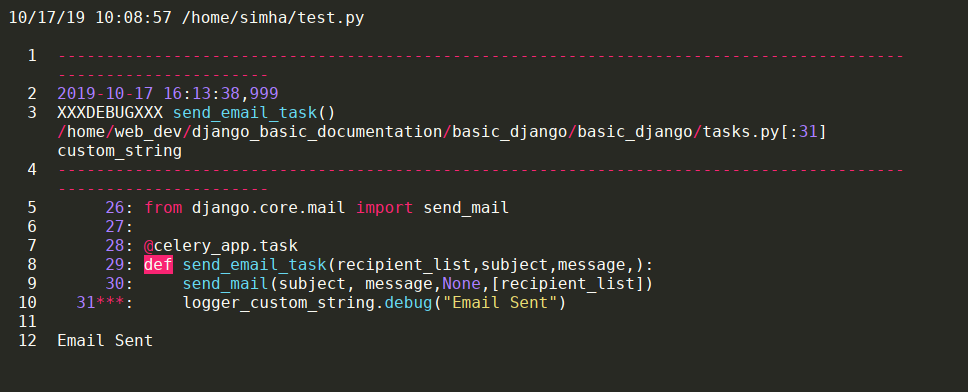 10/17/19 10:08:57 /home/simha/test.py
1 ----------------------------------------------------------------------------------------
----------------------
2 2019-10-17 16:13:38,999
3 XXXDEBUGXXX send_email_task()
/home/web_dev/django_basic_documentation/basic_django/basic_django/tasks.py[:31]
custom_string
4 ----------------------------------------------------------------------------------------
----------------------
5 26: from django.core.mail import send_mail
6 27:
7 28: @celery_app.task
8 29: def send_email_task(recipient_list,subject,message,):
9 30:     send_mail(subject, message,None,[recipient_list])
10 31***:     logger_custom_string.debug("Email Sent")
11
12 Email Sent